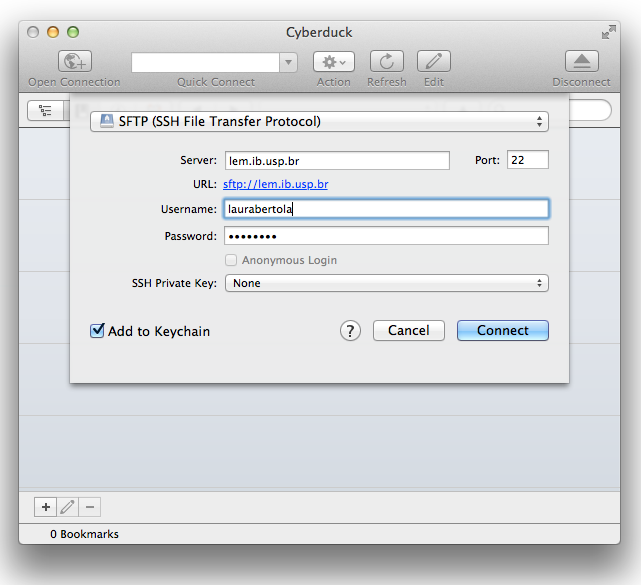 Cyberduck
Open Connection Quick Connect Action Refresh Edit Disconnect
SFTP (SSH File Transfer Protocol)
Server: lem.ib.usp.br Port: 22
URL: sftp://lem.ib.usp.br
Username: laurabertola
Password: ••••••••
Anonymous Login
SSH Private Key: None
Add to Keychain ? Cancel Connect
0 Bookmarks